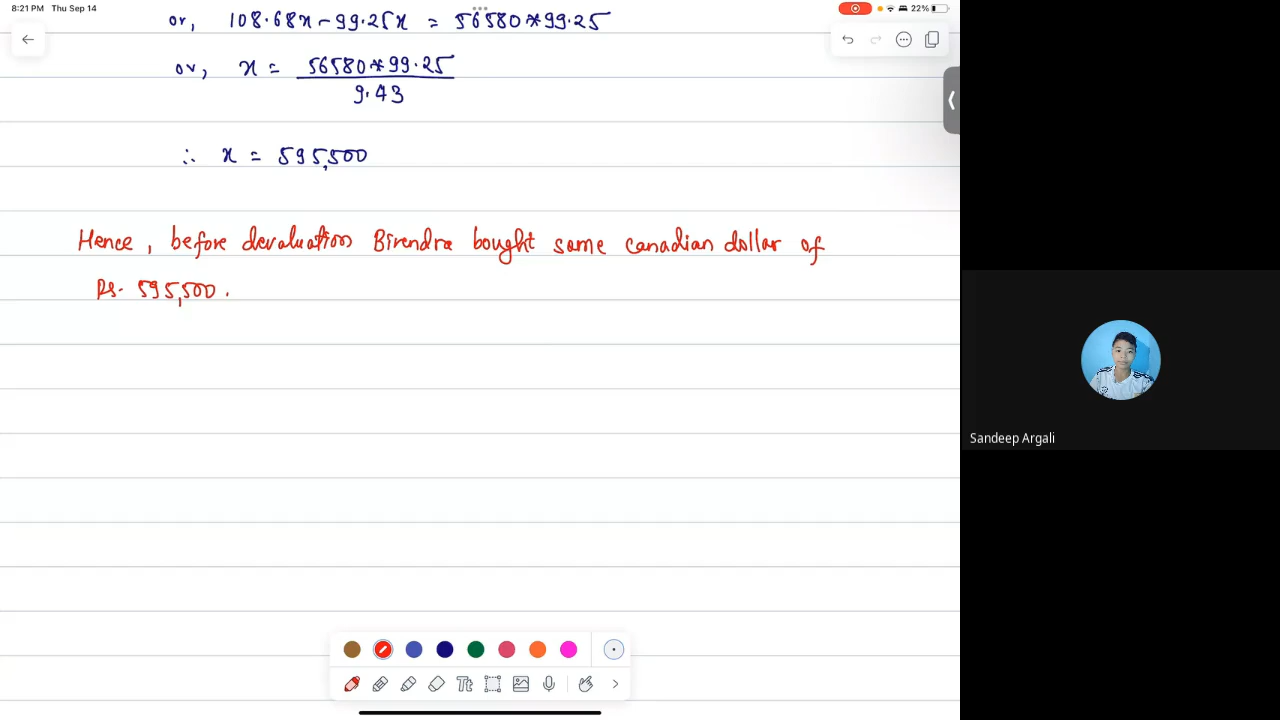 8:21 PM Thu Sep 14
22%
or, 108.68x-99.25x = 56580*99.25
or, x = 56580*99.25
9.43
∴ x = 595,500
Hence, before devaluation Birendra bought some Canadian dollar of
Rs. 595,500.
Sandeep Argali
Tt